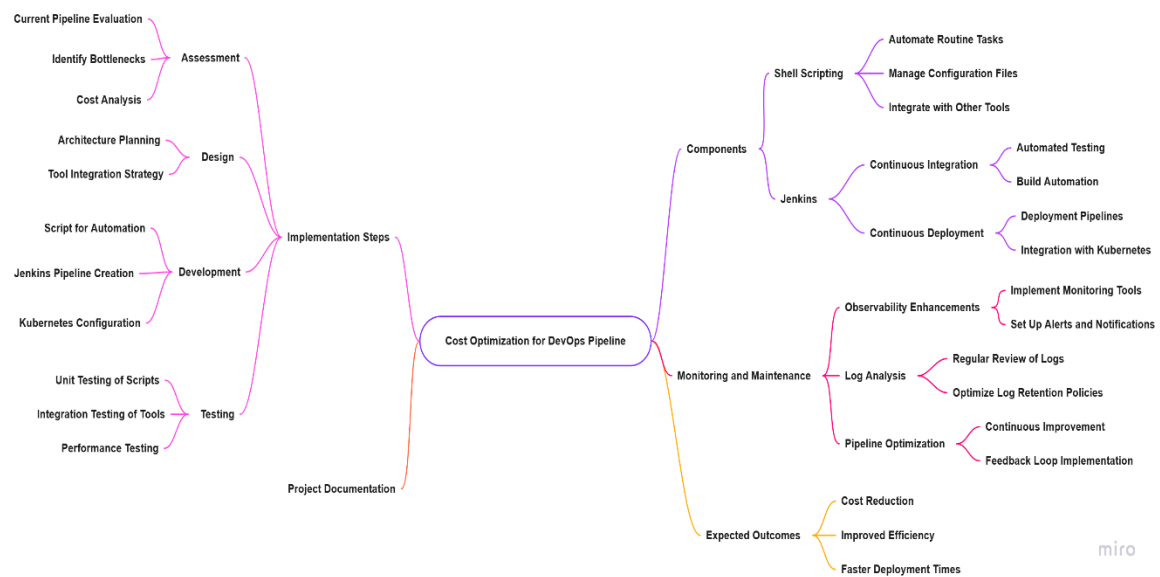 Cost Optimization for DevOps Pipeline
Implementation Steps
Assessment
Current Pipeline Evaluation
Identify Bottlenecks
Cost Analysis
Design
Architecture Planning
Tool Integration Strategy
Development
Script for Automation
Jenkins Pipeline Creation
Kubernetes Configuration
Testing
Unit Testing of Scripts
Integration Testing of Tools
Performance Testing
Project Documentation
Components
Shell Scripting
Automate Routine Tasks
Manage Configuration Files
Integrate with Other Tools
Jenkins
Continuous Integration
Automated Testing
Build Automation
Continuous Deployment
Deployment Pipelines
Integration with Kubernetes
Monitoring and Maintenance
Observability Enhancements
Implement Monitoring Tools
Set Up Alerts and Notifications
Log Analysis
Regular Review of Logs
Optimize Log Retention Policies
Pipeline Optimization
Continuous Improvement
Feedback Loop Implementation
Expected Outcomes
Cost Reduction
Improved Efficiency
Faster Deployment Times
miro